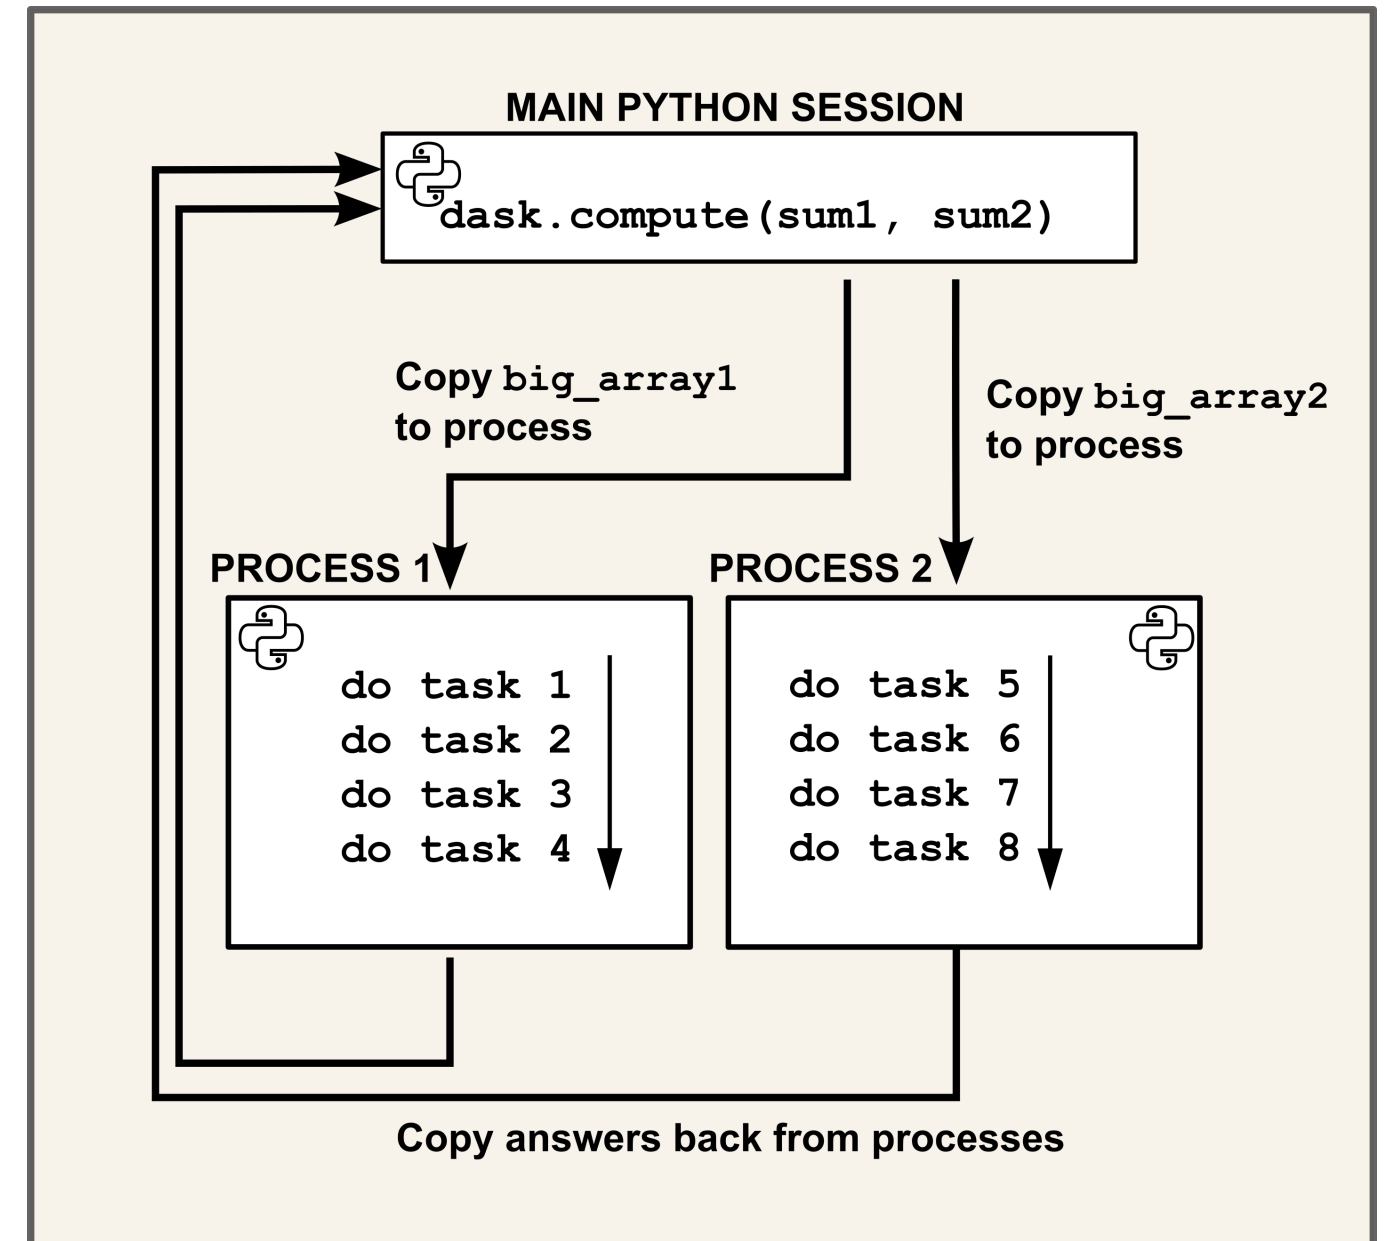 MAIN PYTHON SESSION
dask.compute(sum1, sum2)
Copy big_array1
to process
Copy big_array2
to process
PROCESS 1
do task 1
do task 2
do task 3
do task 4
PROCESS 2
do task 5
do task 6
do task 7
do task 8
Copy answers back from processes